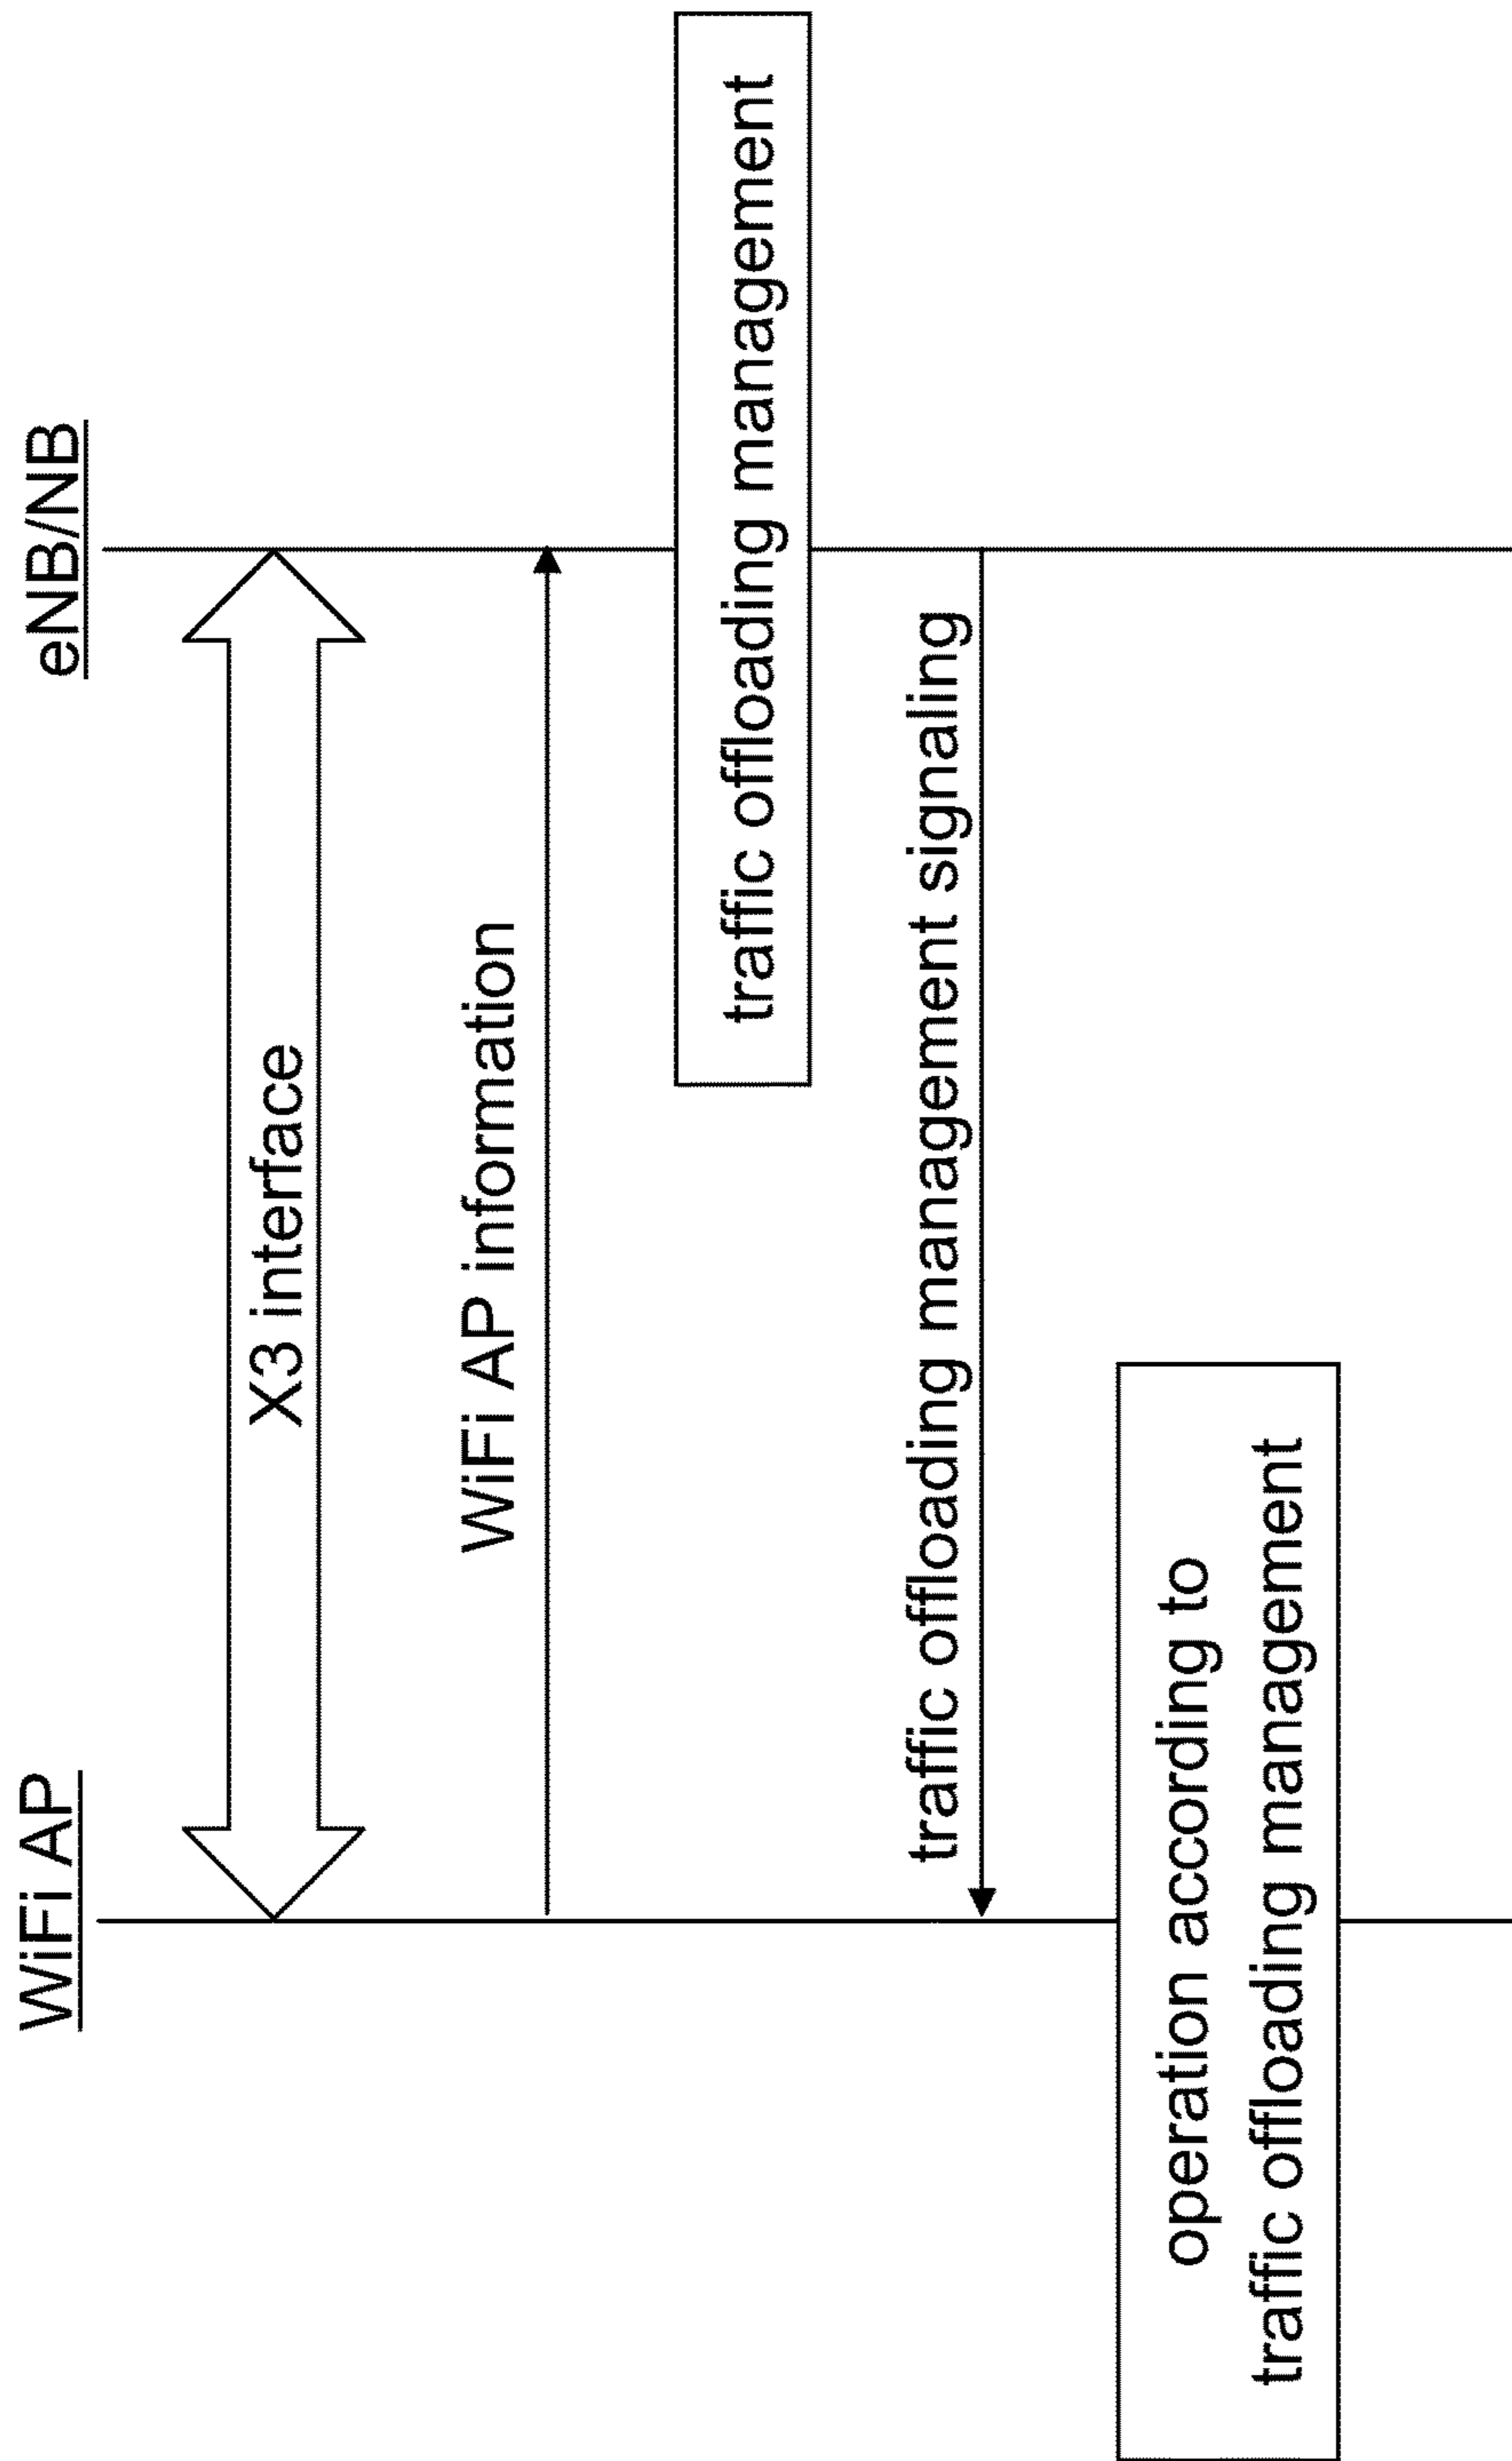 WiFi AP
eNB/NB
X3 interface
WiFi AP information
traffic offloading management
traffic offloading management signaling
operation according to
traffic offloading management